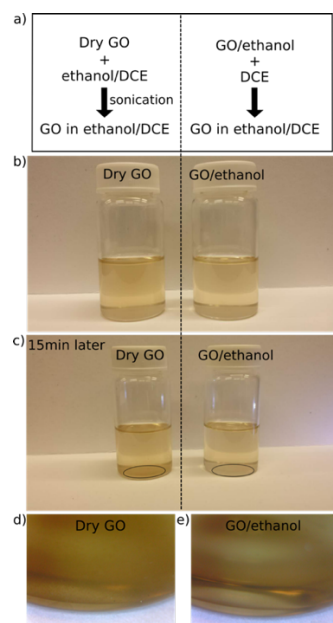 a)
Dry GO
+
ethanol/DCE
sonication
GO in ethanol/DCE
GO/ethanol
+
DCE
GO in ethanol/DCE
b)
Dry GO
GO/ethanol
c)
15min later
Dry GO
GO/ethanol
d)
Dry GO
e)
GO/ethanol